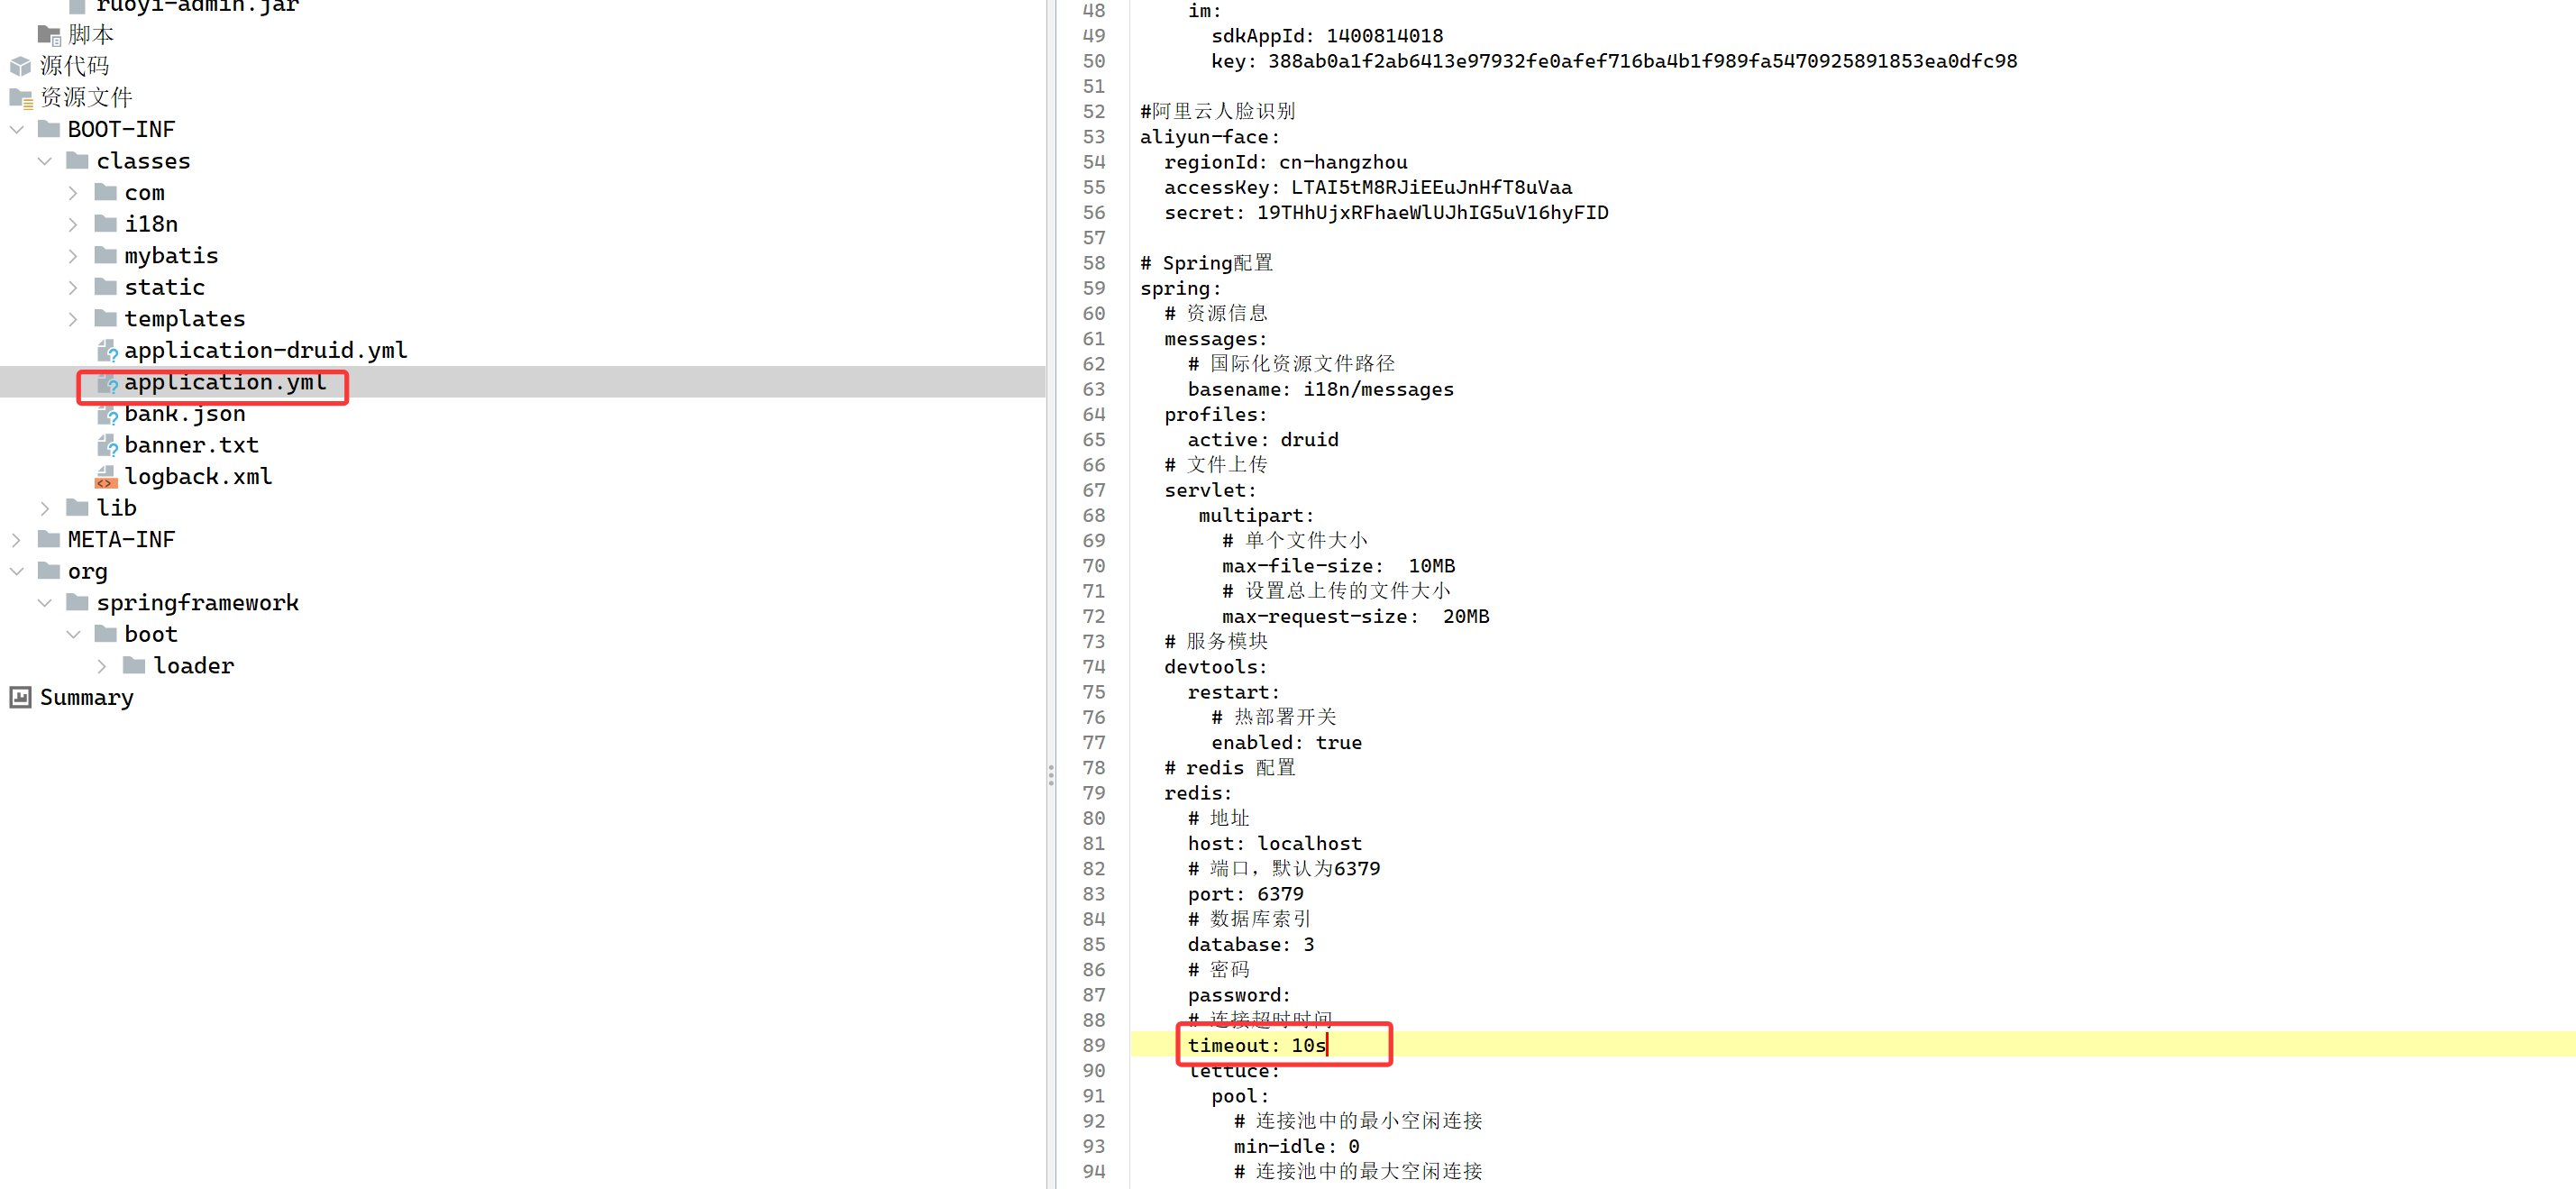 ruoyi-admin.jar
脚本
源代码
资源文件
BOOT-INF
classes
com
i18n
mybatis
static
templates
application-druid.yml
application.yml
bank.json
banner.txt
logback.xml
lib
META-INF
org
springframework
boot
loader
Summary
48 im:
49 sdkAppId: 1400814018
50 key: 388ab0a1f2ab6413e97932fe0afef716ba4b1f989fa5470925891853ea0dfc98
51
52 #阿里云人脸识别
53 aliyun-face:
54 regionId: cn-hangzhou
55 accessKey: LTAI5tM8RJiEEuJnHfT8uVaa
56 secret: 19THhUjxRFhaeWlUJhIG5uV16hyFID
57
58 # Spring配置
59 spring:
60 # 资源信息
61 messages:
62 # 国际化资源文件路径
63 basename: i18n/messages
64 profiles:
65 active: druid
66 # 文件上传
67 servlet:
68 multipart:
69 # 单个文件大小
70 max-file-size:  10MB
71 # 设置总上传的文件大小
72 max-request-size:  20MB
73 # 服务模块
74 devtools:
75 restart:
76 # 热部署开关
77 enabled: true
78 # redis 配置
79 redis:
80 # 地址
81 host: localhost
82 # 端口，默认为6379
83 port: 6379
84 # 数据库索引
85 database: 3
86 # 密码
87 password:
88 # 连接超时时间
89 timeout: 10s
90 lettuce:
91 pool:
92 # 连接池中的最小空闲连接
93 min-idle: 0
94 # 连接池中的最大空闲连接